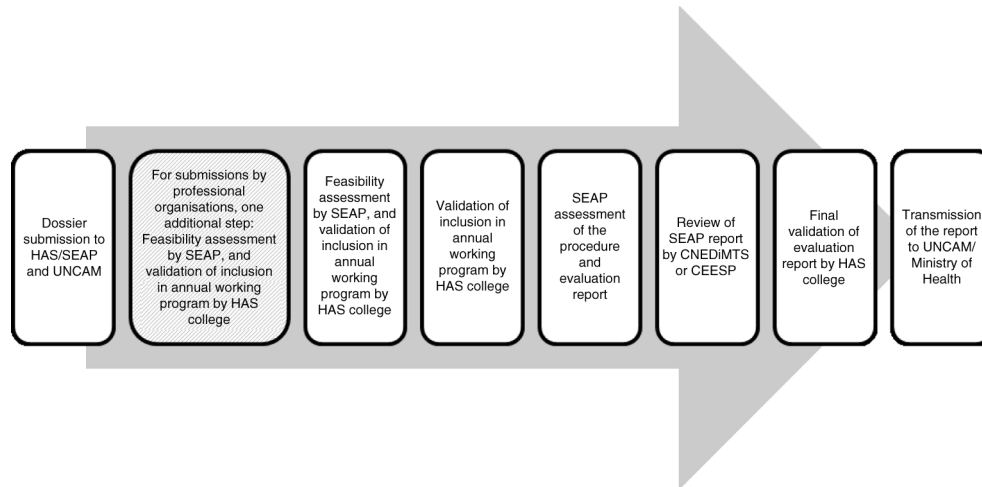 Dossier
submission to
HAS/SEAP
and UNCAM
For submissions by
professional
organisations, one
additional step:
Feasibility assessment
by SEAP, and
validation of inclusion
in annual working
program by HAS
college
Feasibility
assessment
by SEAP, and
validation of
inclusion in
annual
working
program by
HAS college
Validation of
inclusion in
annual
working
program by
HAS college
SEAP
assessment
of the
procedure
and
evaluation
report
Review of
SEAP report
by CNEDiMTS
or CEESP
Final
validation of
evaluation
report by HAS
college
Transmission
of the report
to UNCAM/
Ministry of
Health